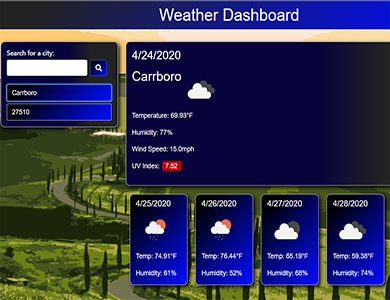 Weather Dashboard
Search for a city:
Carrboro
27510
4/24/2020
Carrboro
Temperature: 69.93°F
Humidity: 77%
Wind Speed: 15.0mph
UV Index: 7.52
4/25/2020 4/26/2020 4/27/2020 4/28/2020
Temp: 74.91°F Temp: 76.44°F Temp: 65.19°F Temp: 59.38°F
Humidity: 61% Humidity: 52% Humidity: 68% Humidity: 74%